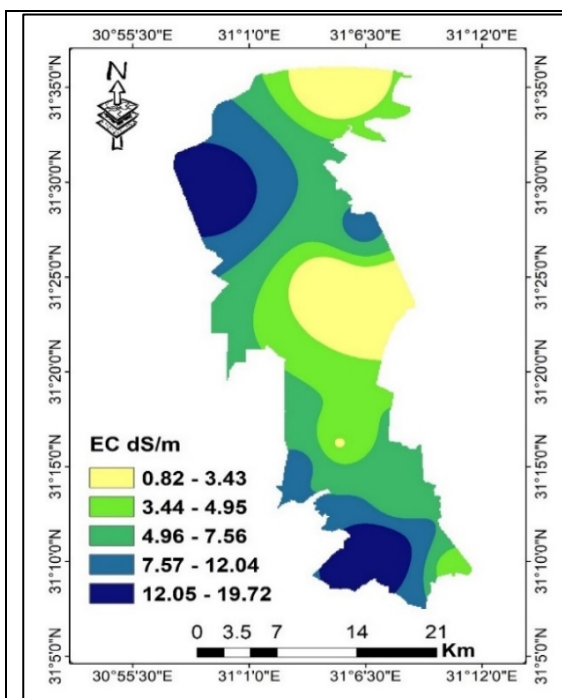 30°55'30"E 31°1'0"E 31°6'30"E 31°12'0"E
N
31°35'0"N 31°35'0"N
31°30'0"N 31°30'0"N
31°25'0"N 31°25'0"N
31°20'0"N 31°20'0"N
31°15'0"N 31°15'0"N
31°10'0"N 31°10'0"N
31°5'0"N 31°5'0"N
EC dS/m
0.82 - 3.43
3.44 - 4.95
4.96 - 7.56
7.57 - 12.04
12.05 - 19.72
0 3.5 7 14 21
Km
30°55'30"E 31°1'0"E 31°6'30"E 31°12'0"E